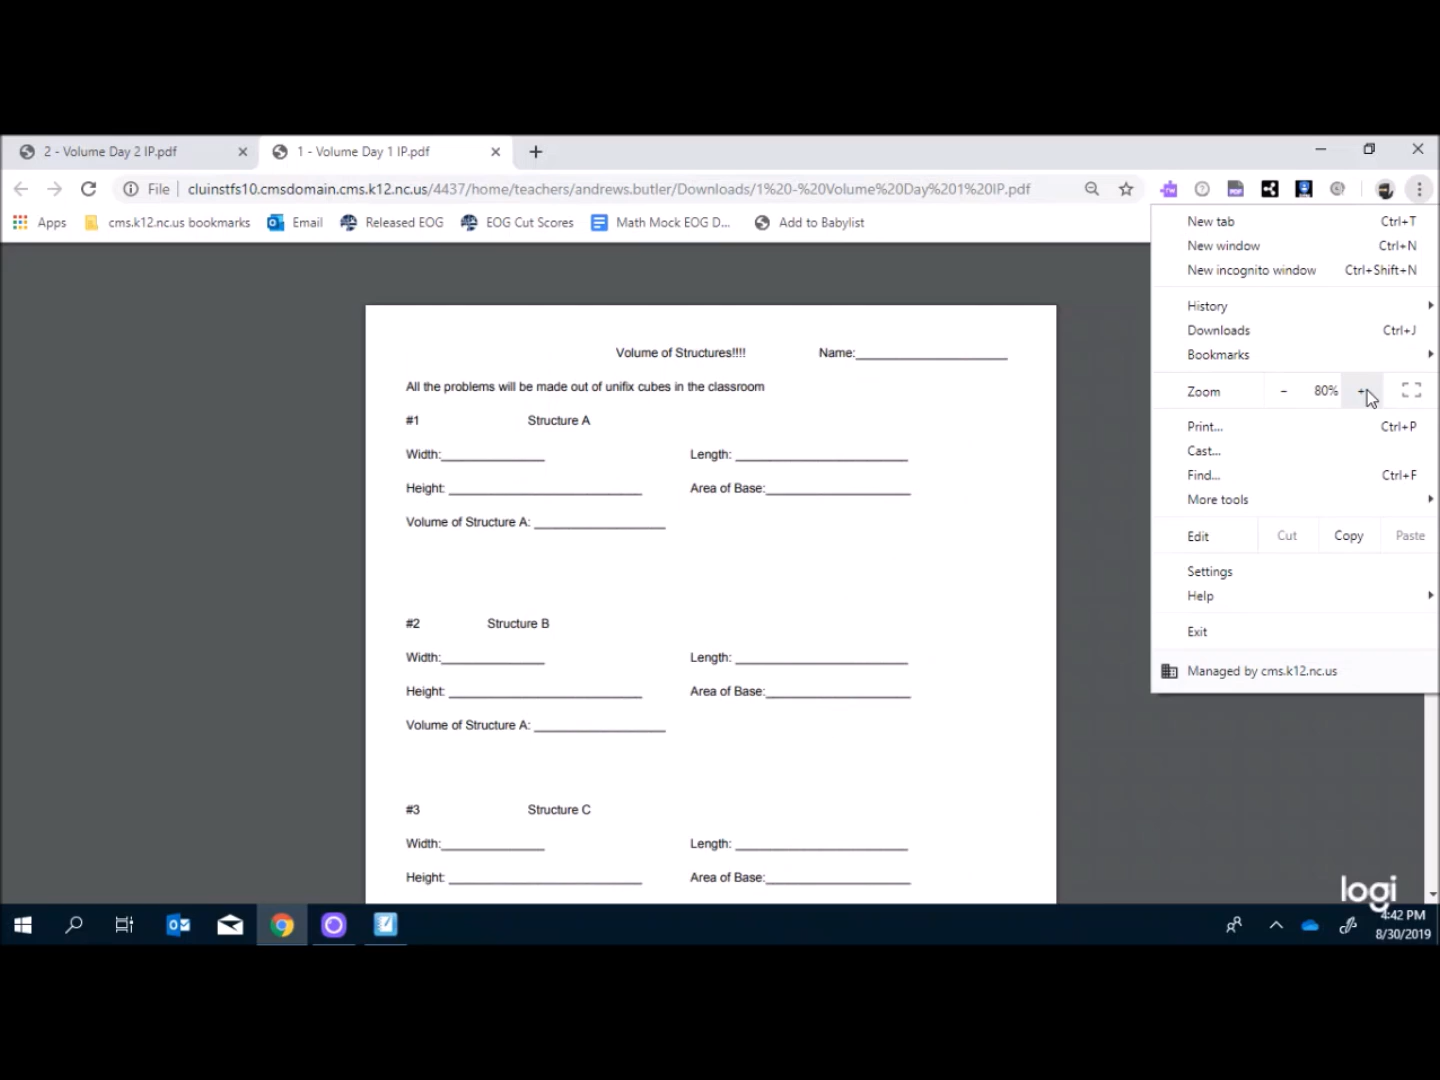 2 - Volume Day 2 IP.pdf
1 - Volume Day 1 IP.pdf
File cluinstfs10.cmsdomain.cms.k12.nc.us/4437/home/teachers/andrews.butler/Downloads/1%20-%20Volume%20Day%201%20IP.pdf
Apps cms.k12.nc.us bookmarks Email Released EOG EOG Cut Scores Math Mock EOG D... Add to Babylist
Volume of Structures!!!! Name:
All the problems will be made out of unifix cubes in the classroom
#1 Structure A
Width: Length:
Height: Area of Base:
Volume of Structure A:
#2 Structure B
Width: Length:
Height: Area of Base:
Volume of Structure A:
#3 Structure C
Width: Length:
Height: Area of Base:
New tab Ctrl+T
New window Ctrl+N
New incognito window Ctrl+Shift+N
History
Downloads Ctrl+J
Bookmarks
Zoom - 80% +
Print... Ctrl+P
Cast...
Find... Ctrl+F
More tools
Edit Cut Copy Paste
Settings
Help
Exit
Managed by cms.k12.nc.us
logi
4:42 PM
8/30/2019